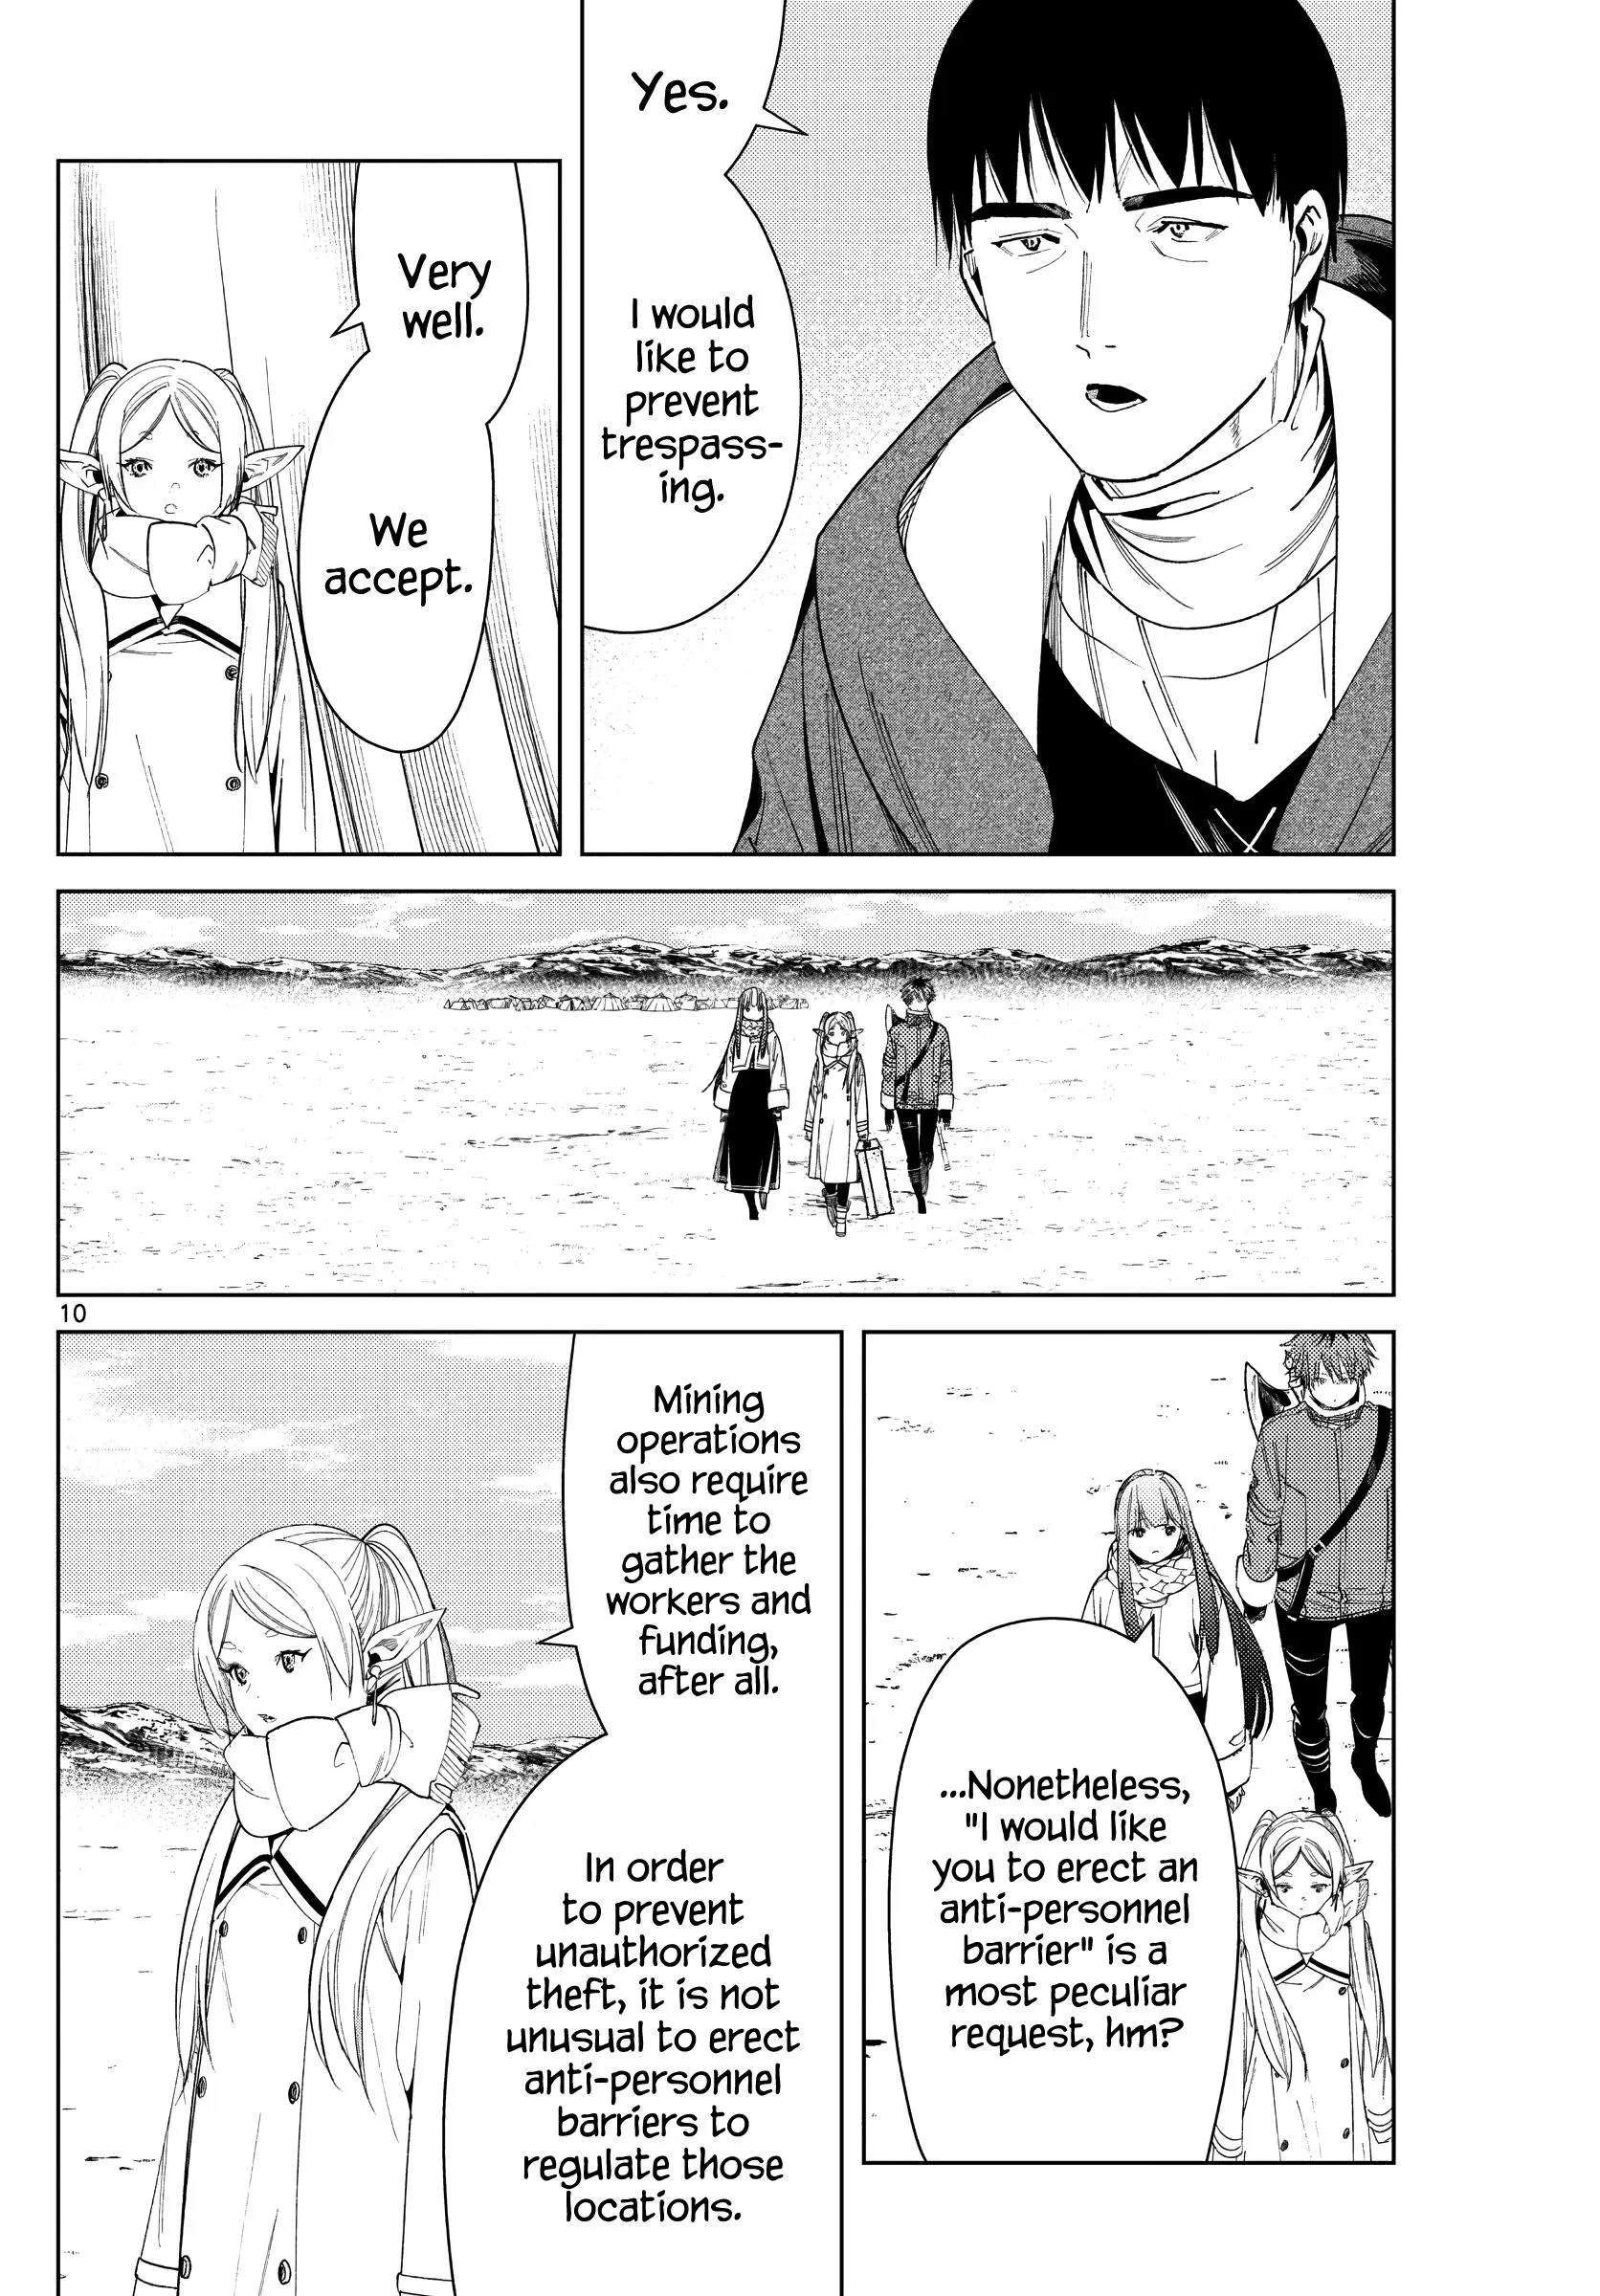 Yes.
I would
like to
prevent
trespass-
ing.
Very
well.
We
accept.
10
...Nonetheless,
"I would like
you to erect an
anti-personnel
barrier" is a
most peculiar
request, hm?
Mining
operations
also require
time to
gather the
workers and
funding,
after all.
In order
to prevent
unauthorized
theft, it is not
unusual to erect
anti-personnel
barriers to
regulate those
locations.